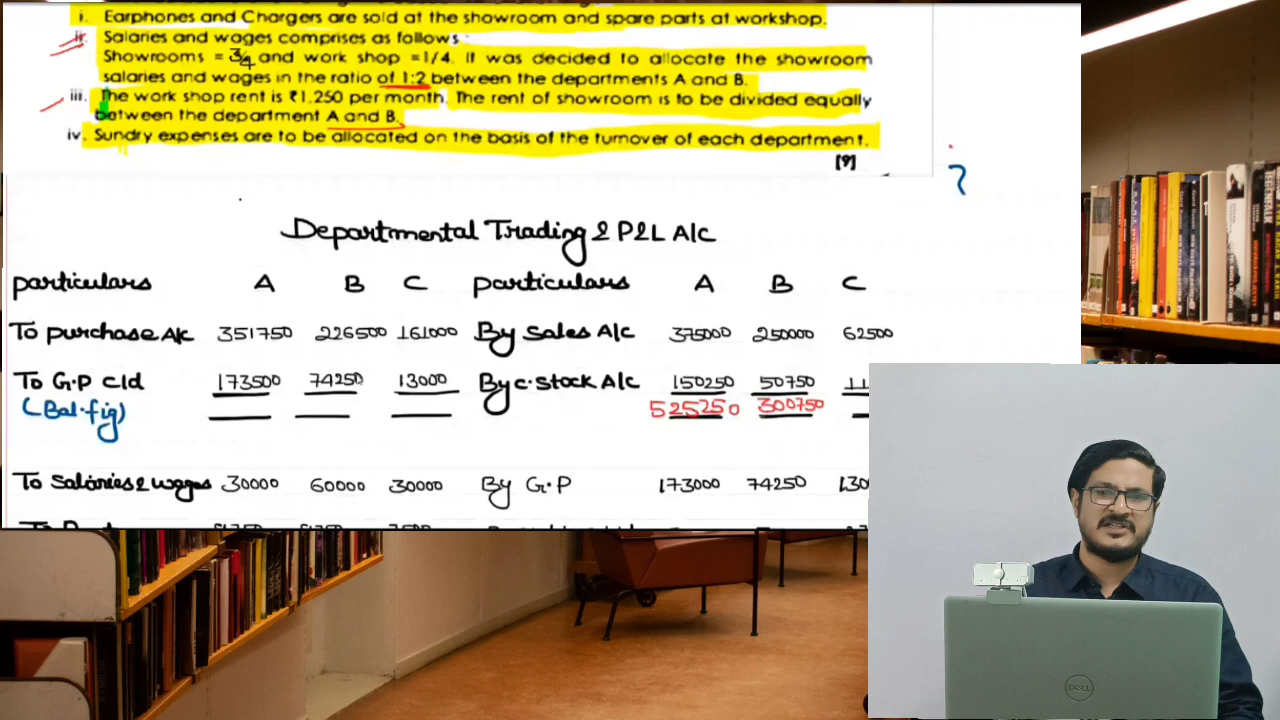 i. Earphones and Chargers are sold at the showroom and spare parts at workshop.
ii. Salaries and wages comprises as follows:
Showrooms = 3/4 and work shop =1/4. It was decided to allocate the showroom
salaries and wages in the ratio of 1:2 between the departments A and B.
iii. The work shop rent is ₹1,250 per month. The rent of showroom is to be divided equally
between the department A and B.
iv. Sundry expenses are to be allocated on the basis of the turnover of each department.
[9]
?
Departmental Trading & P&L A/c
particulars A B C particulars A B C
To purchase A/c 351750 226500 161000 By Sales A/c 375000 250000 62500
To G.P c/d 173500 74250 13000 By c.stock A/c 150250 50750 11
(Bal.fig) 525250 300750
To Salaries & wages 30000 60000 30000 By G.P 173000 74250 130
DELL